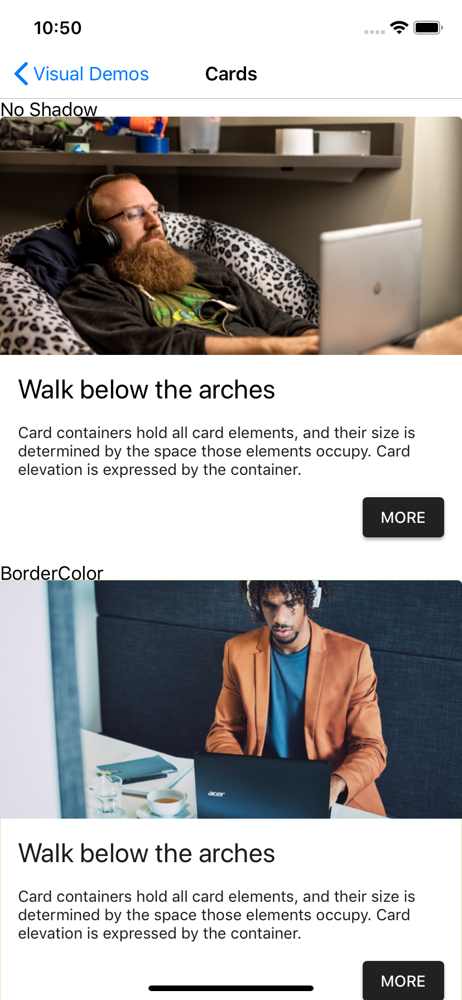 10:50
Visual Demos
Cards
No Shadow
Walk below the arches
Card containers hold all card elements, and their size is
determined by the space those elements occupy. Card
elevation is expressed by the container.
MORE
BorderColor
acer
Walk below the arches
Card containers hold all card elements, and their size is
determined by the space those elements occupy. Card
elevation is expressed by the container.
MORE